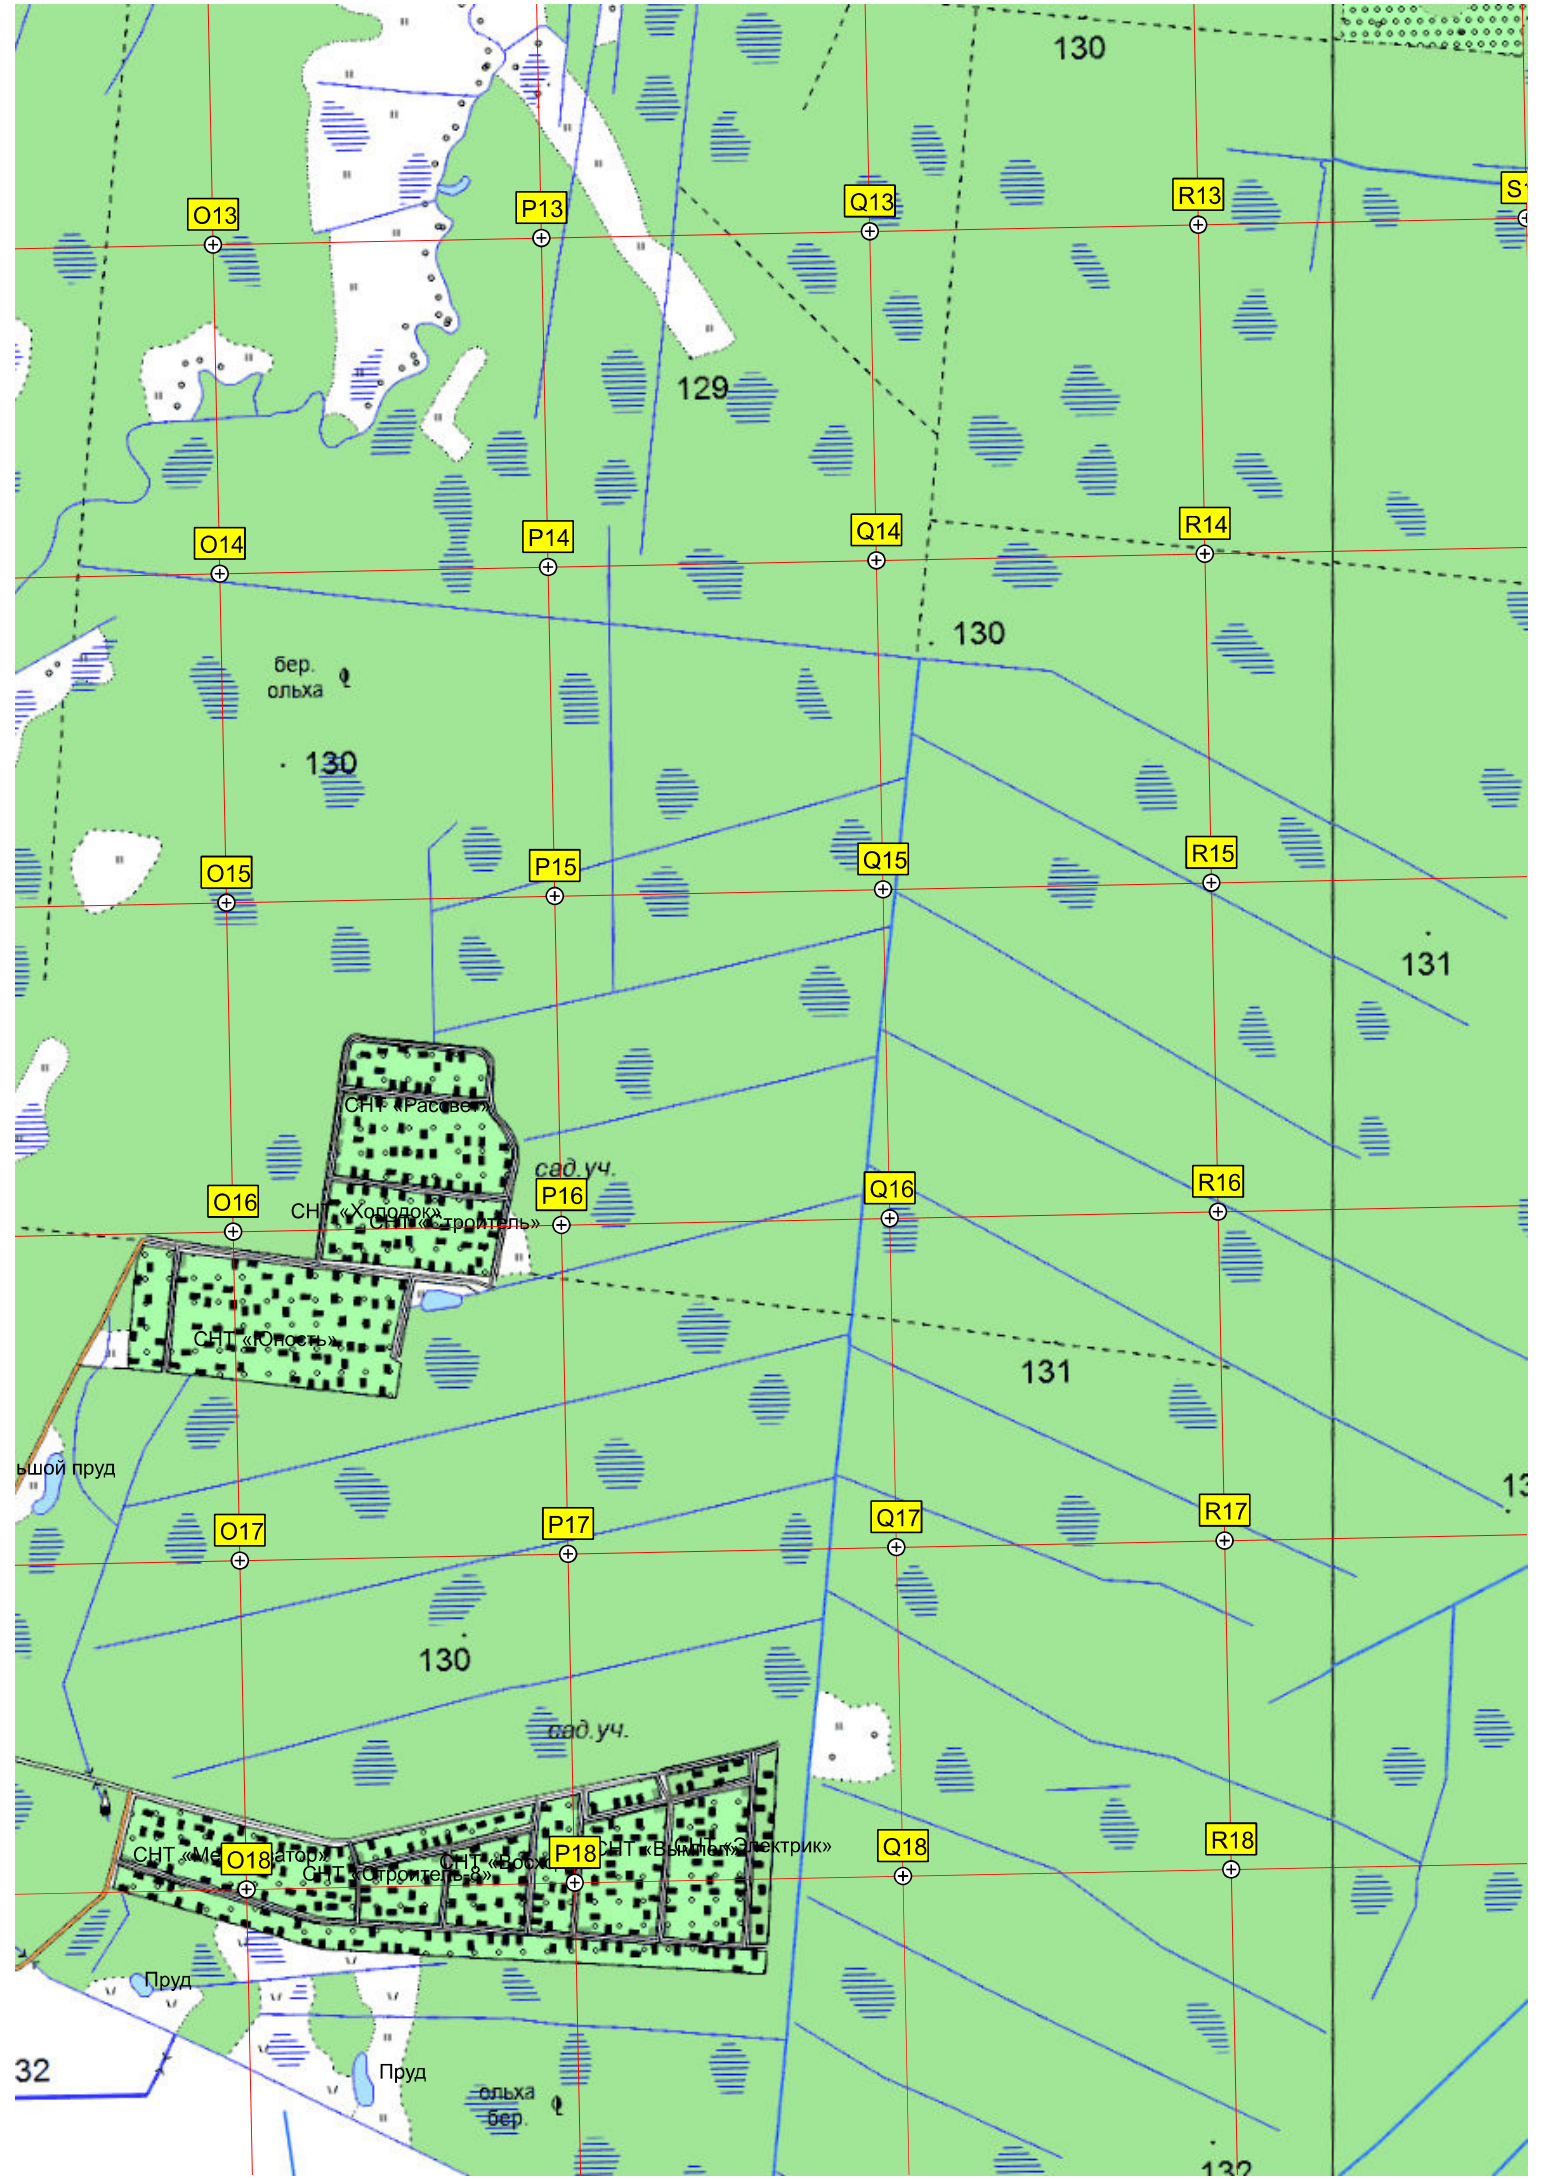 130
O13
P13
Q13
R13
129
O14
P14
Q14
R14
130
бер.
ольха
130
O15
P15
Q15
R15
131
СНТ «Рассвет»
сад.уч.
O16
P16
Q16
R16
СНТ «Холодок»
СНТ «Строитель»
СНТ «Юность»
131
ьшой пруд
O17
P17
Q17
R17
130
сад.уч.
O18
P18
Q18
R18
СНТ «Строитель-8»
СНТ «Вымпел»
«Электрик»
Пруд
32
Пруд
ольха
бер.
132